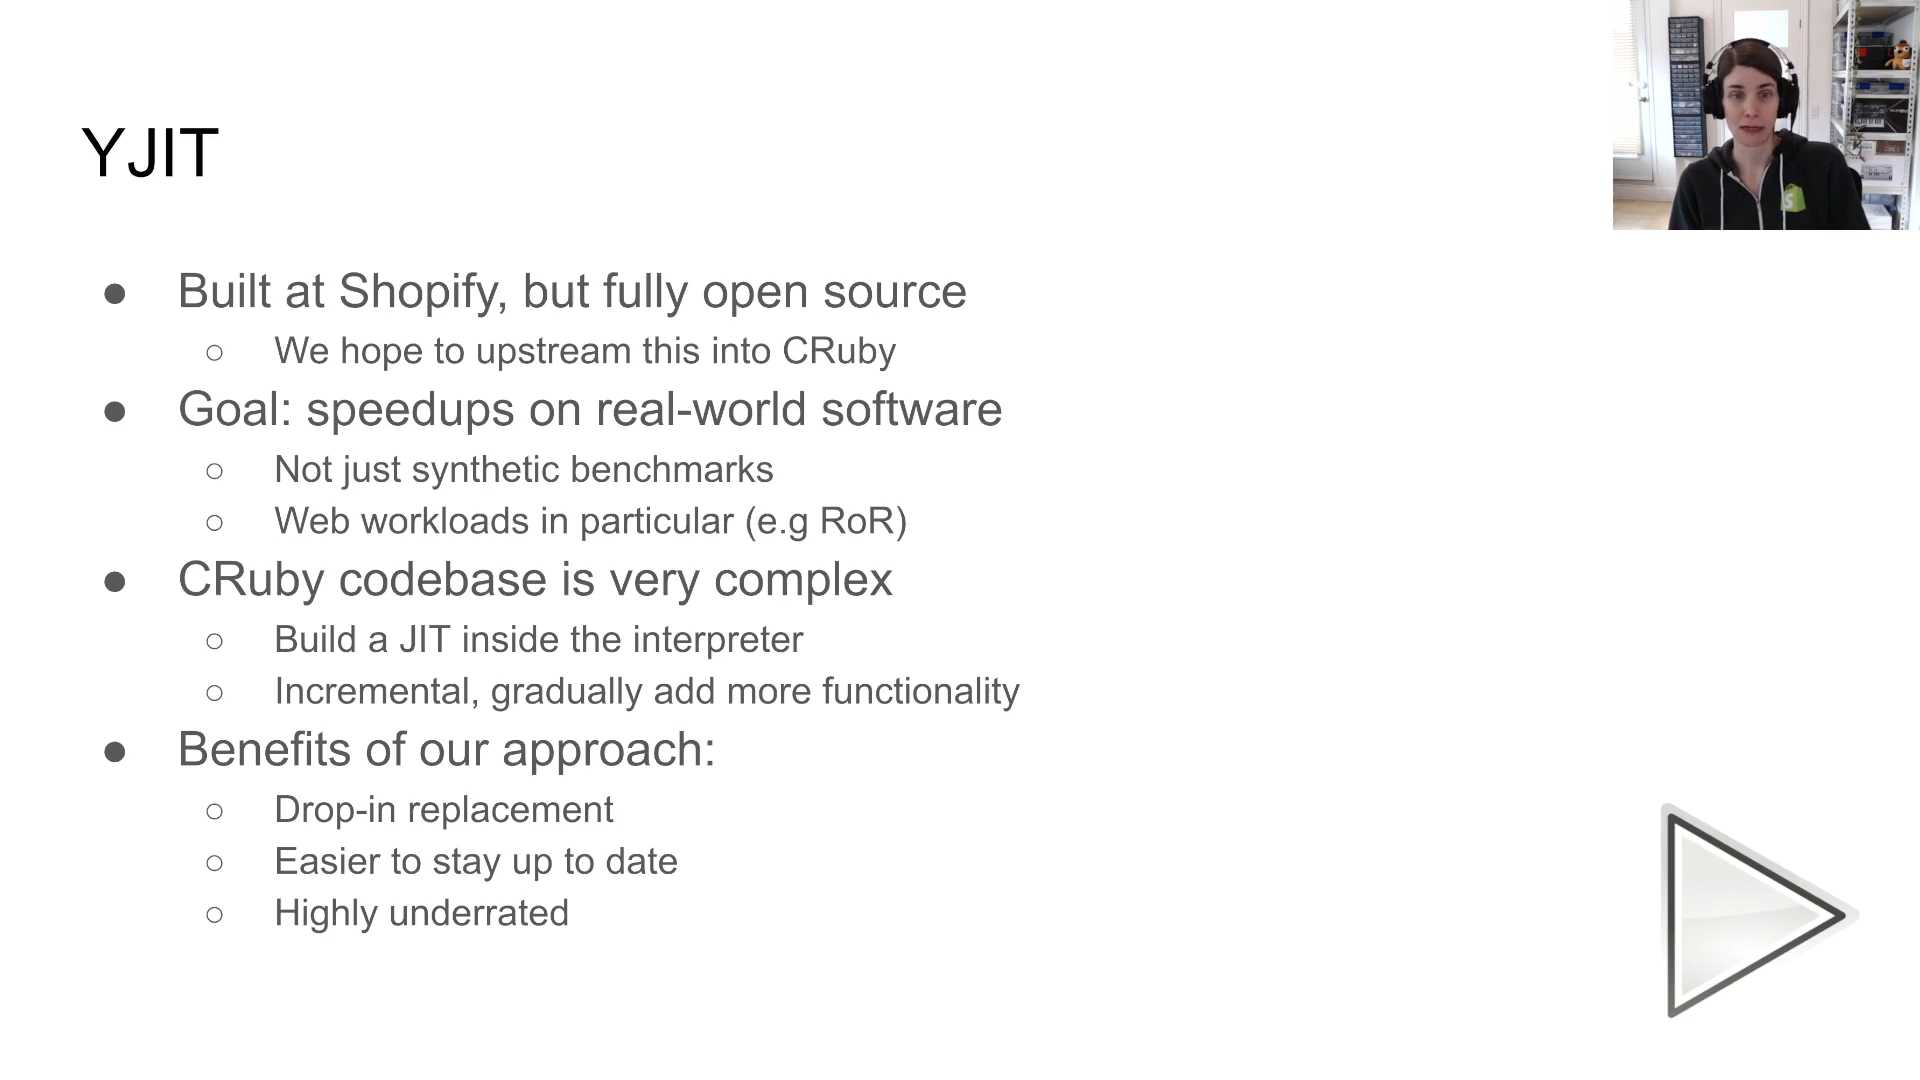 YJIT
● Built at Shopify, but fully open source
○ We hope to upstream this into CRuby
● Goal: speedups on real-world software
○ Not just synthetic benchmarks
○ Web workloads in particular (e.g RoR)
● CRuby codebase is very complex
○ Build a JIT inside the interpreter
○ Incremental, gradually add more functionality
● Benefits of our approach:
○ Drop-in replacement
○ Easier to stay up to date
○ Highly underrated